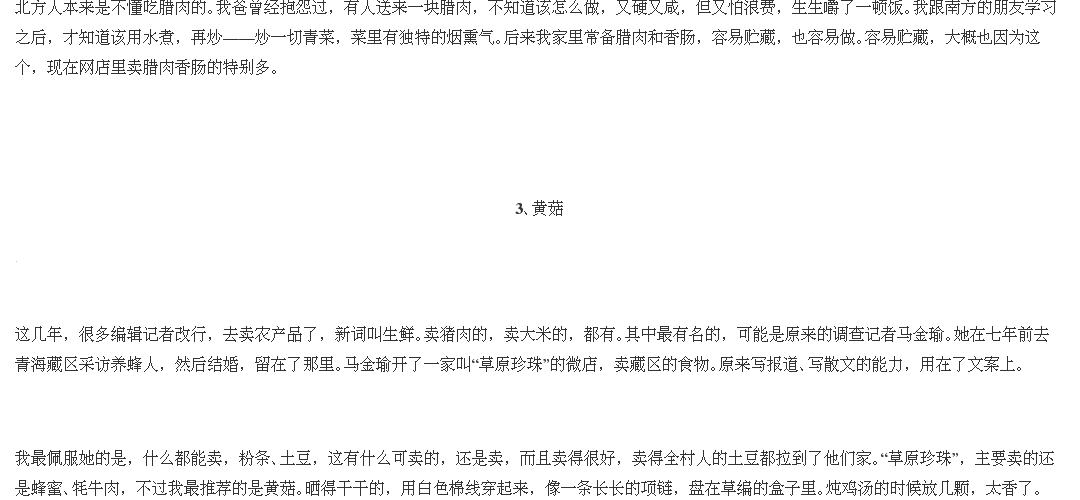 北方人本来是不懂吃腊肉的。我爸曾经抱怨过，有人送来一块腊肉，不知道该怎么做，又硬又咸，但又怕浪费，生生嚼了一顿饭。我跟南方的朋友学习
之后，才知道该用水煮，再炒——炒一切青菜，菜里有独特的烟熏气。后来我家里常备腊肉和香肠，容易贮藏，也容易做。容易贮藏，大概也因为这
个，现在网店里卖腊肉香肠的特别多。
3、黄菇
这几年，很多编辑记者改行，去卖农产品了，新词叫生鲜。卖猪肉的，卖大米的，都有。其中最有名的，可能是原来的调查记者马金瑜。她在七年前去
青海藏区采访养蜂人，然后结婚，留在了那里。马金瑜开了一家叫“草原珍珠”的微店，卖藏区的食物。原来写报道、写散文的能力，用在了文案上。
我最佩服她的是，什么都能卖，粉条、土豆，这有什么可卖的，还是卖，而且卖得很好，卖得全村人的土豆都拉到了他们家。“草原珍珠”，主要卖的还
是蜂蜜、牦牛肉，不过我最推荐的是黄菇。晒得干干的，用白色棉线穿起来，像一条长长的项链，盘在草编的盒子里。炖鸡汤的时候放几颗，太香了。